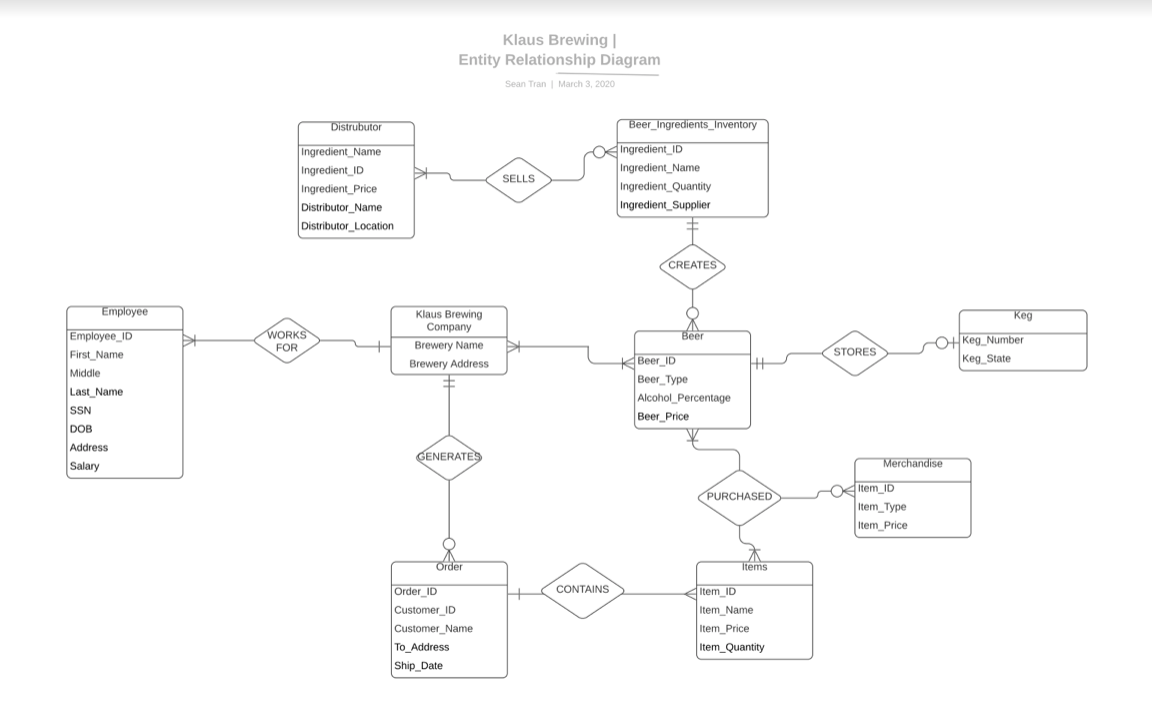 Klaus Brewing |
Entity Relationship Diagram
Sean Tran | March 3, 2020
Distrubutor
Ingredient_Name
Ingredient_ID
Ingredient_Price
Distributor_Name
Distributor_Location
SELLS
Beer_Ingredients_Inventory
Ingredient_ID
Ingredient_Name
Ingredient_Quantity
Ingredient_Supplier
CREATES
Employee
Employee_ID
First_Name
Middle
Last_Name
SSN
DOB
Address
Salary
WORKS
FOR
Klaus Brewing
Company
Brewery Name
Brewery Address
Beer
Beer_ID
Beer_Type
Alcohol_Percentage
Beer_Price
STORES
Keg
Keg_Number
Keg_State
GENERATES
PURCHASED
Merchandise
Item_ID
Item_Type
Item_Price
Order
Order_ID
Customer_ID
Customer_Name
To_Address
Ship_Date
CONTAINS
Items
Item_ID
Item_Name
Item_Price
Item_Quantity